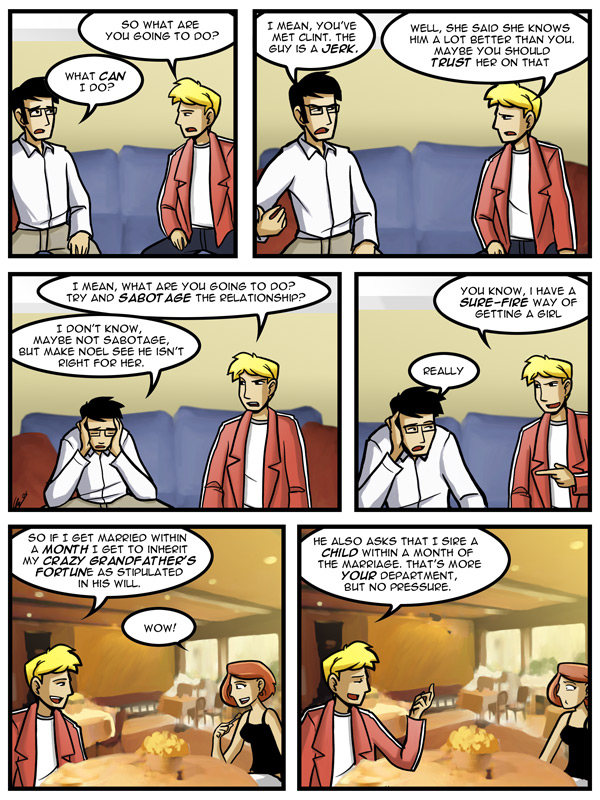 SO WHAT ARE
YOU GOING TO DO?
WHAT CAN
I DO?
I MEAN, YOU'VE
MET CLINT. THE
GUY IS A JERK.
WELL, SHE SAID SHE KNOWS
HIM A LOT BETTER THAN YOU.
MAYBE YOU SHOULD
TRUST HER ON THAT
I MEAN, WHAT ARE YOU GOING TO DO?
TRY AND SABOTAGE THE RELATIONSHIP?
I DON'T KNOW,
MAYBE NOT SABOTAGE,
BUT MAKE NOEL SEE HE ISN'T
RIGHT FOR HER.
YOU KNOW, I HAVE A
SURE-FIRE WAY OF
GETTING A GIRL
REALLY
SO IF I GET MARRIED WITHIN
A MONTH I GET TO INHERIT
MY CRAZY GRANDFATHER'S
FORTUNE AS STIPULATED
IN HIS WILL.
WOW!
HE ALSO ASKS THAT I SIRE A
CHILD WITHIN A MONTH OF
THE MARRIAGE. THAT'S MORE
YOUR DEPARTMENT,
BUT NO PRESSURE.